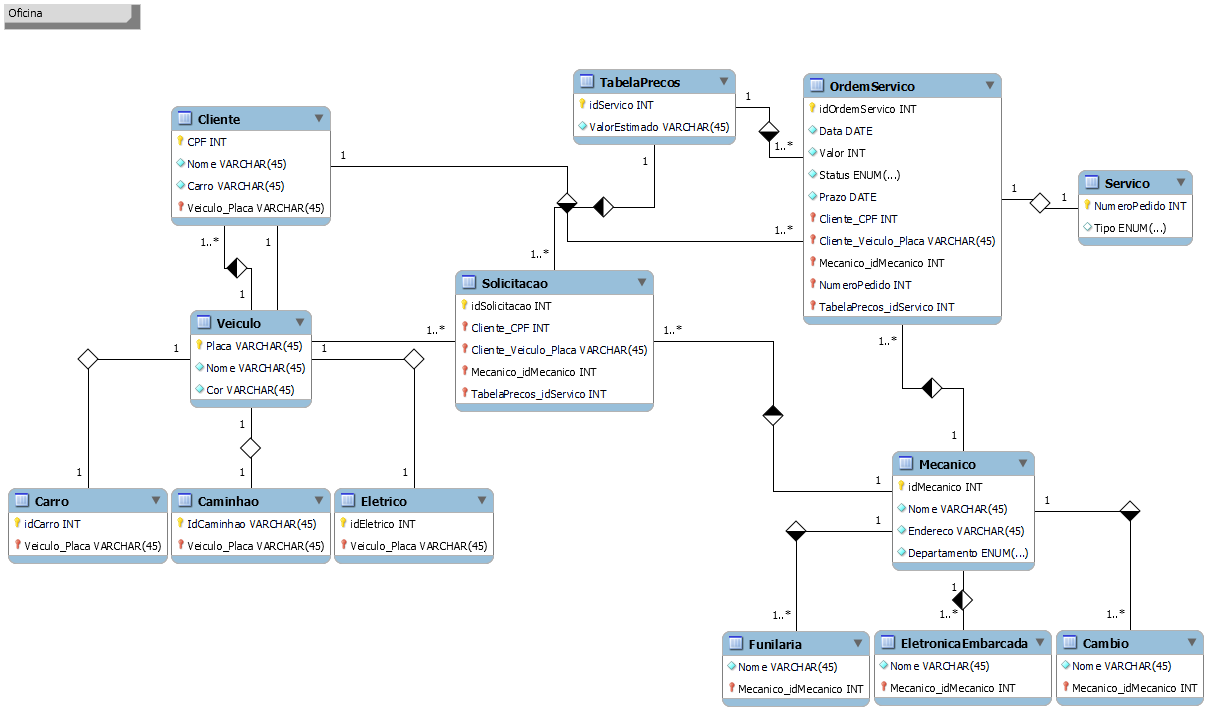 Oficina
TabelaPrecos
idServico INT
ValorEstimado VARCHAR(45)
OrdemServico
idOrdemServico INT
Data DATE
Valor INT
Status ENUM(...)
Prazo DATE
Cliente_CPF INT
Cliente_Veiculo_Placa VARCHAR(45)
Mecanico_idMecanico INT
NumeroPedido INT
TabelaPrecos_idServico INT
Cliente
CPF INT
Nome VARCHAR(45)
Carro VARCHAR(45)
Veiculo_Placa VARCHAR(45)
Servico
NumeroPedido INT
Tipo ENUM(...)
1
1..*
1
1
1
1
1..*
1..*
1
1..*
1
Solicitacao
idSolicitacao INT
Cliente_CPF INT
Cliente_Veiculo_Placa VARCHAR(45)
Mecanico_idMecanico INT
TabelaPrecos_idServico INT
Veiculo
Placa VARCHAR(45)
Nome VARCHAR(45)
Cor VARCHAR(45)
1..*
1..*
1..*
1
1
1
1
1
1
1
1
Mecanico
idMecanico INT
Nome VARCHAR(45)
Endereco VARCHAR(45)
Departamento ENUM(...)
Carro
idCarro INT
Veiculo_Placa VARCHAR(45)
Caminhao
IdCaminhao VARCHAR(45)
Veiculo_Placa VARCHAR(45)
Eletrico
idEletrico INT
Veiculo_Placa VARCHAR(45)
1
1
1
1..*
1..*
1..*
Funilaria
Nome VARCHAR(45)
Mecanico_idMecanico INT
EletronicaEmbarcada
Nome VARCHAR(45)
Mecanico_idMecanico INT
Cambio
Nome VARCHAR(45)
Mecanico_idMecanico INT